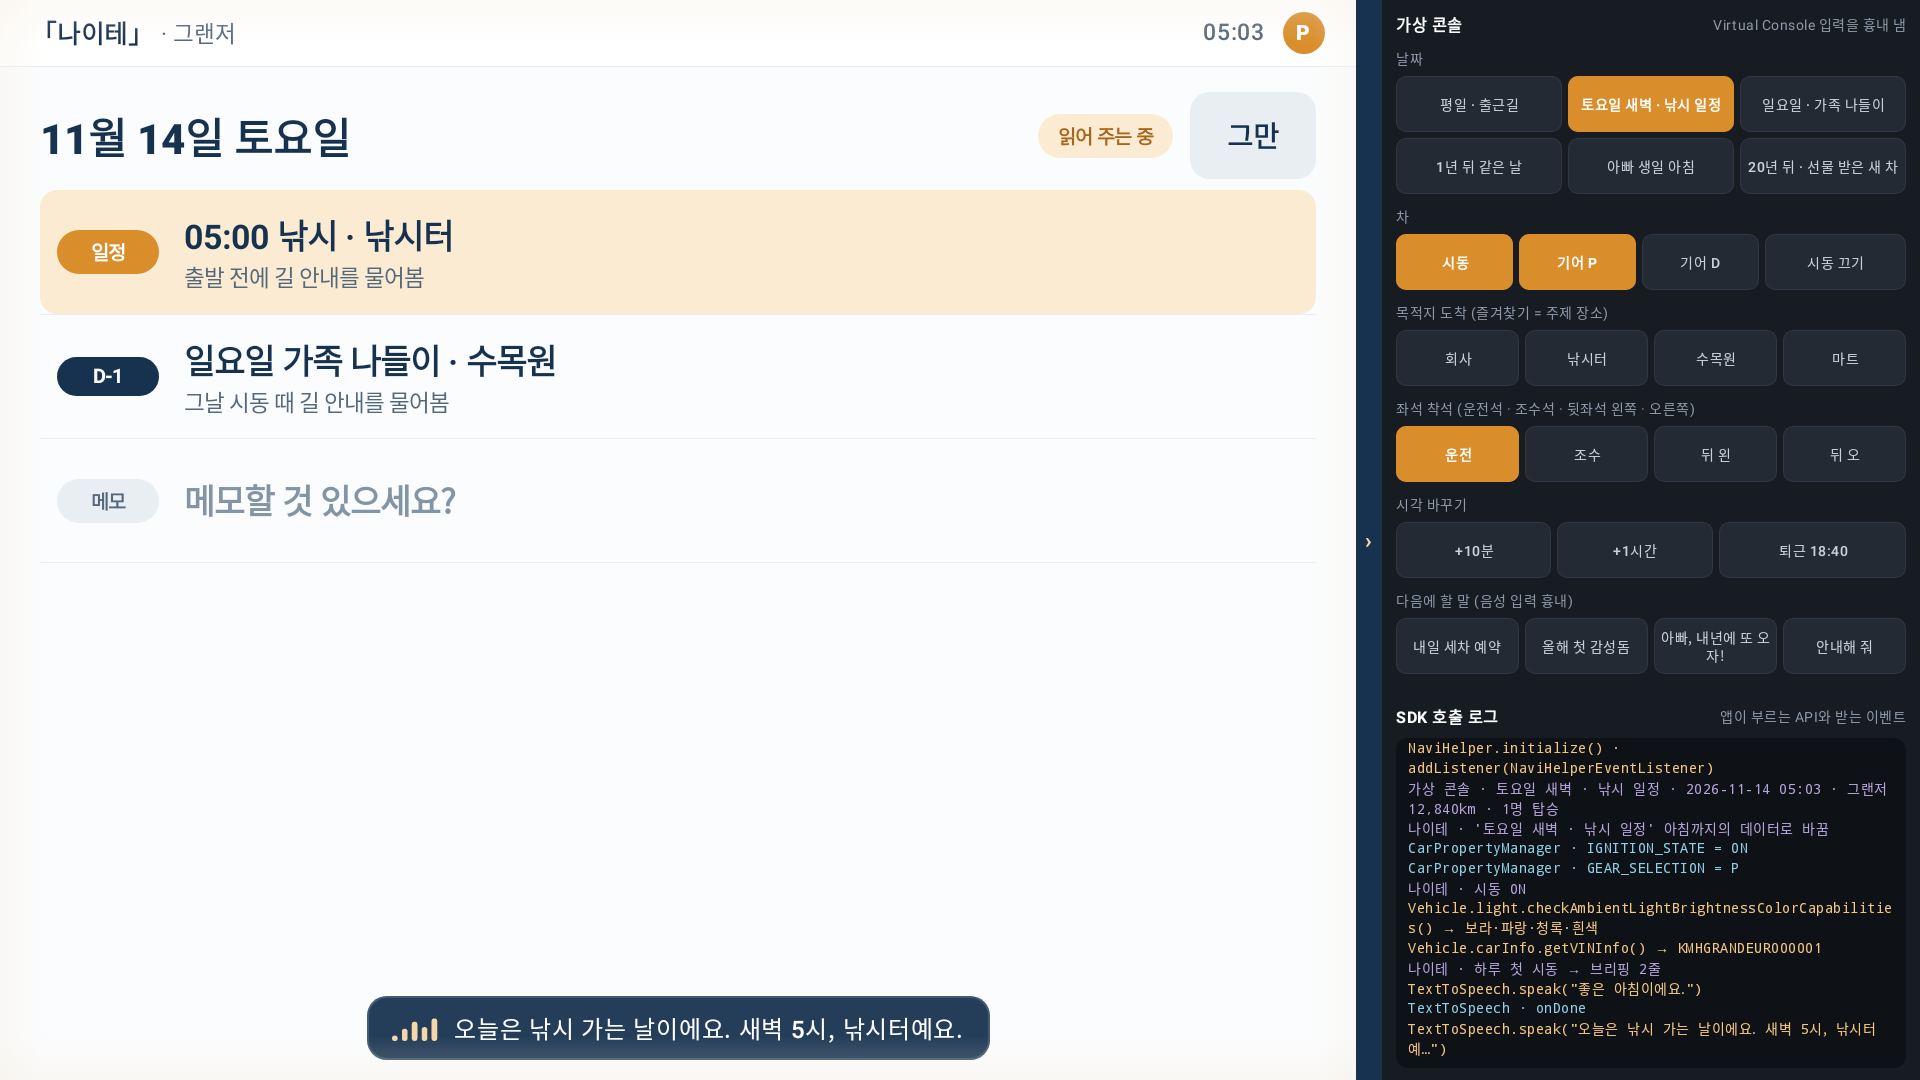 「나이테」 · 그랜저
05:03 P
11월 14일 토요일
읽어 주는 중
그만
일정
05:00 낚시 · 낚시터
출발 전에 길 안내를 물어봄
D-1
일요일 가족 나들이 · 수목원
그날 시동 때 길 안내를 물어봄
메모
메모할 것 있으세요?
오늘은 낚시 가는 날이에요. 새벽 5시, 낚시터예요.
›
가상 콘솔
Virtual Console 입력을 흉내 냄
날짜
평일 · 출근길
토요일 새벽 · 낚시 일정
일요일 · 가족 나들이
1년 뒤 같은 날
아빠 생일 아침
20년 뒤 · 선물 받은 새 차
차
시동
기어 P
기어 D
시동 끄기
목적지 도착 (즐겨찾기 = 주제 장소)
회사
낚시터
수목원
마트
좌석 착석 (운전석 · 조수석 · 뒷좌석 왼쪽 · 오른쪽)
운전
조수
뒤 왼
뒤 오
시각 바꾸기
+10분
+1시간
퇴근 18:40
다음에 할 말 (음성 입력 흉내)
내일 세차 예약
올해 첫 감성돔
아빠, 내년에 또 오
자!
안내해 줘
SDK 호출 로그
앱이 부르는 API와 받는 이벤트
NaviHelper.initialize() ·
addListener(NaviHelperEventListener)
가상 콘솔 · 토요일 새벽 · 낚시 일정 · 2026-11-14 05:03 · 그랜저
12,840km · 1명 탑승
나이테 · '토요일 새벽 · 낚시 일정' 아침까지의 데이터로 바꿈
CarPropertyManager · IGNITION_STATE = ON
CarPropertyManager · GEAR_SELECTION = P
나이테 · 시동 ON
Vehicle.light.checkAmbientLightBrightnessColorCapabilitie
s() → 보라·파랑·청록·흰색
Vehicle.carInfo.getVINInfo() → KMHGRANDEUR000001
나이테 · 하루 첫 시동 → 브리핑 2줄
TextToSpeech.speak("좋은 아침이에요.")
TextToSpeech · onDone
TextToSpeech.speak("오늘은 낚시 가는 날이에요. 새벽 5시, 낚시터
예…")